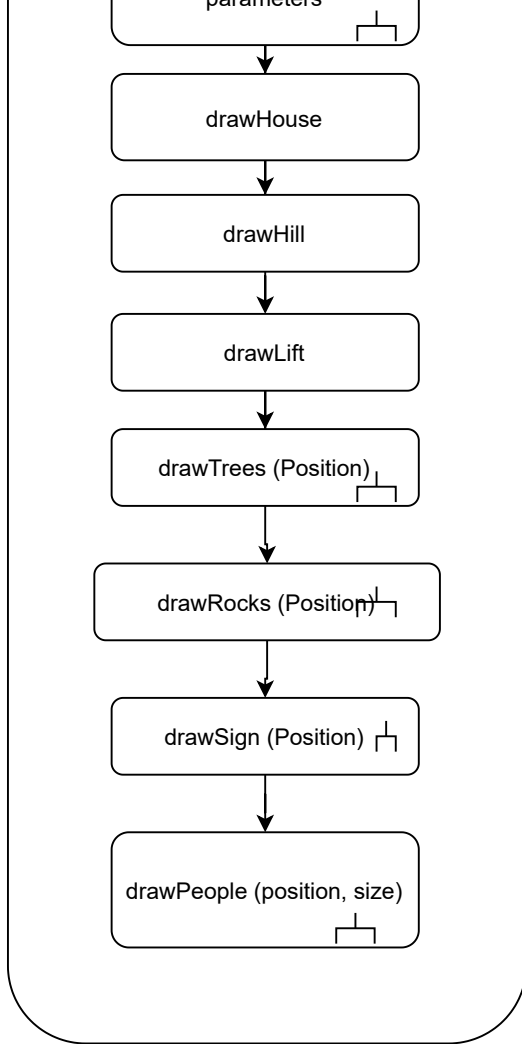 parameters
drawHouse
drawHill
drawLift
drawTrees (Position)
drawRocks (Position)
drawSign (Position)
drawPeople (position, size)